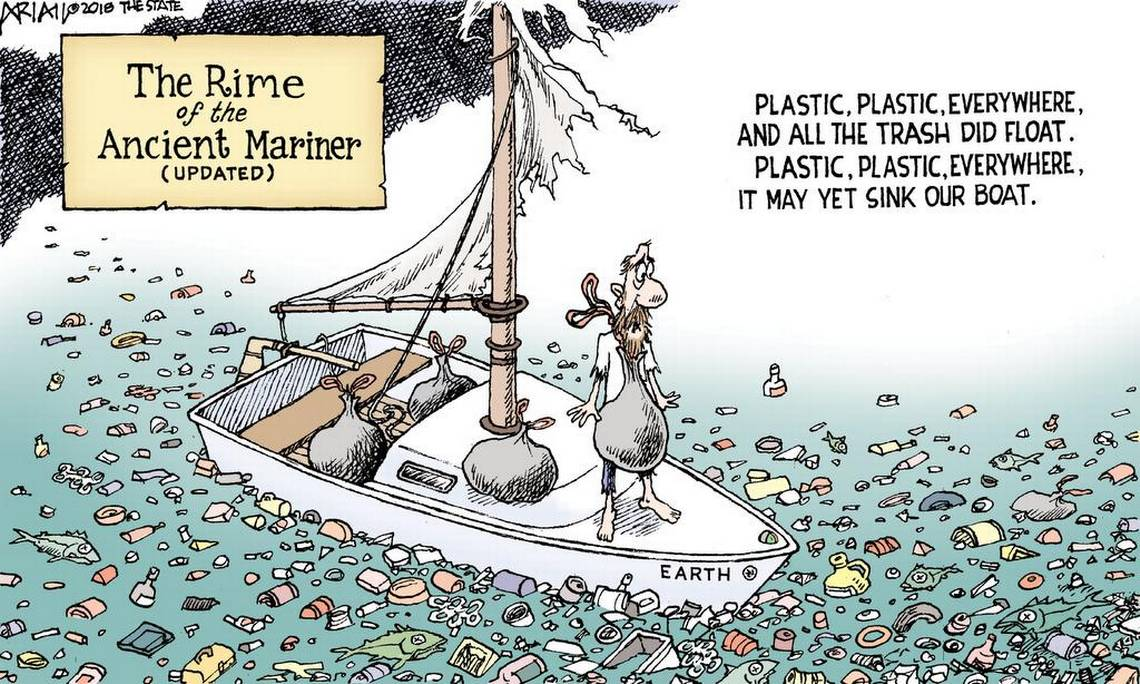 ARIAIL ©2018 THE STATE
The Rime
of the
Ancient Mariner
(UPDATED)
PLASTIC, PLASTIC, EVERYWHERE,
AND ALL THE TRASH DID FLOAT.
PLASTIC, PLASTIC, EVERYWHERE,
IT MAY YET SINK OUR BOAT.
EARTH